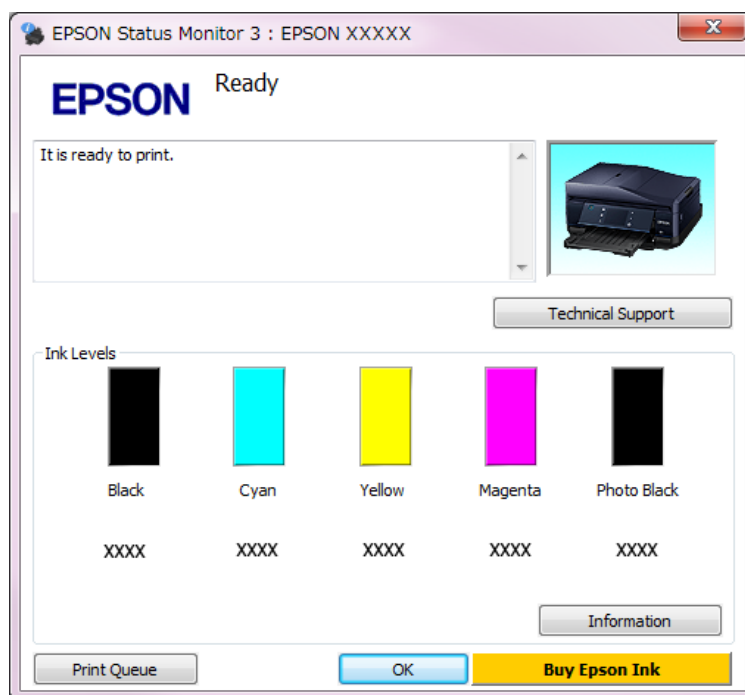 EPSON Status Monitor 3 : EPSON XXXXX
EPSON
Ready
It is ready to print.
Technical Support
Ink Levels
Black Cyan Yellow Magenta Photo Black
XXXX XXXX XXXX XXXX XXXX
Information
Print Queue OK Buy Epson Ink